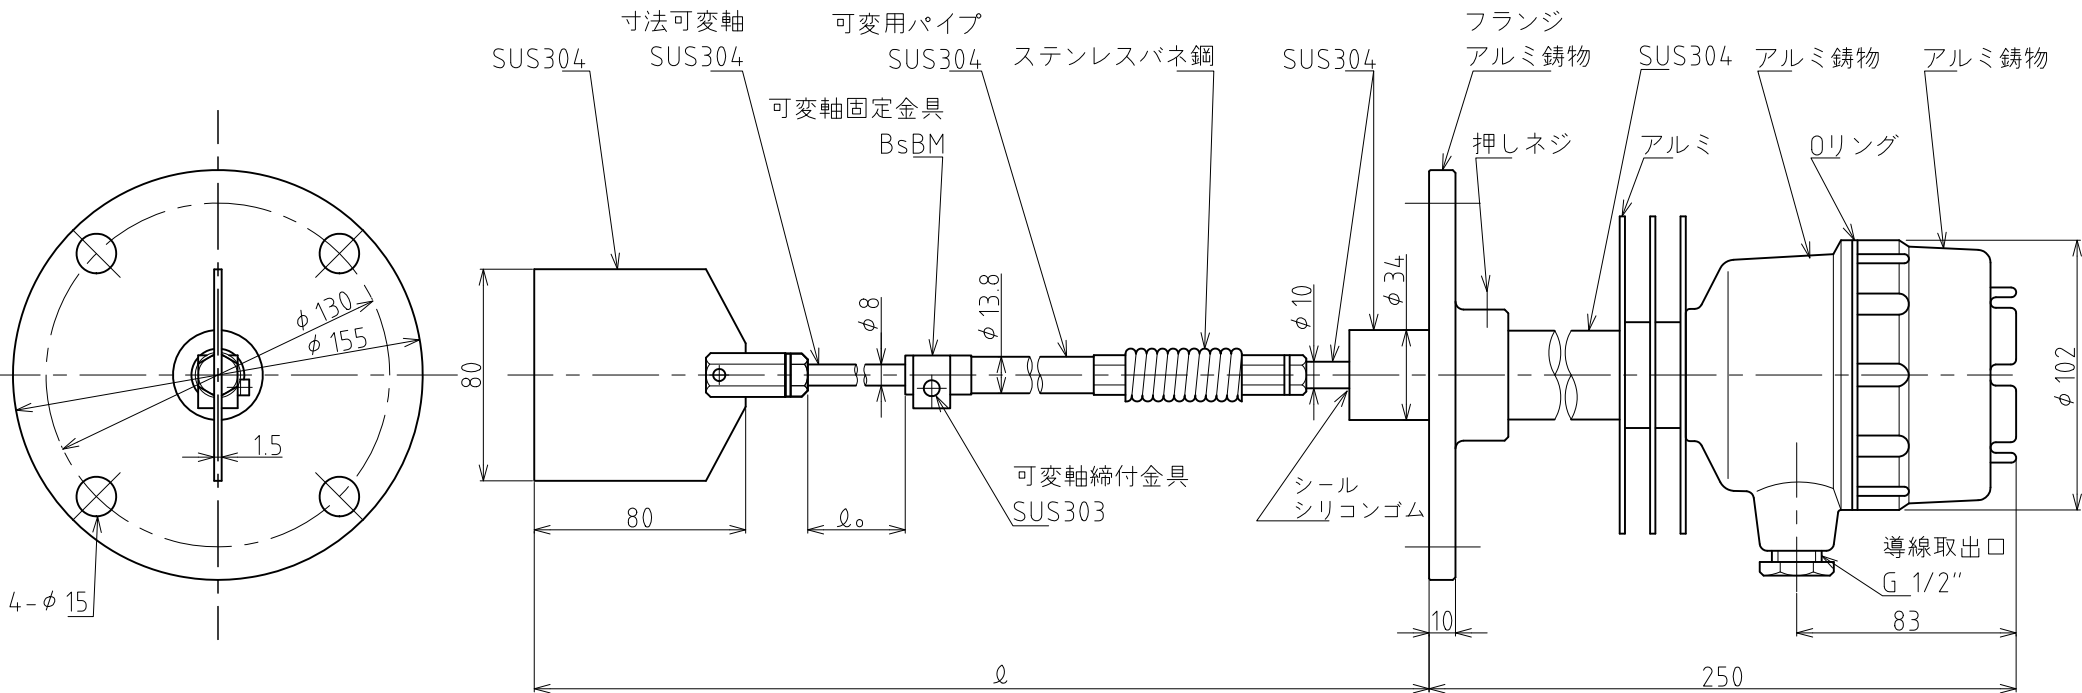 SUS304
寸法可変軸
SUS304
可変用パイプ
SUS304
ステンレスバネ鋼
SUS304
フランジ
アルミ鋳物
SUS304
アルミ鋳物
アルミ鋳物
可変軸固定金具
BsBM
押しネジ
アルミ
Oリング
φ130
φ155
1.5
4-φ15
80
80
φ8
ℓ₀
φ13.8
φ10
φ34
φ102
可変軸締付金具
SUS303
シール
シリコンゴム
導線取出口
G 1/2"
10
83
ℓ
250